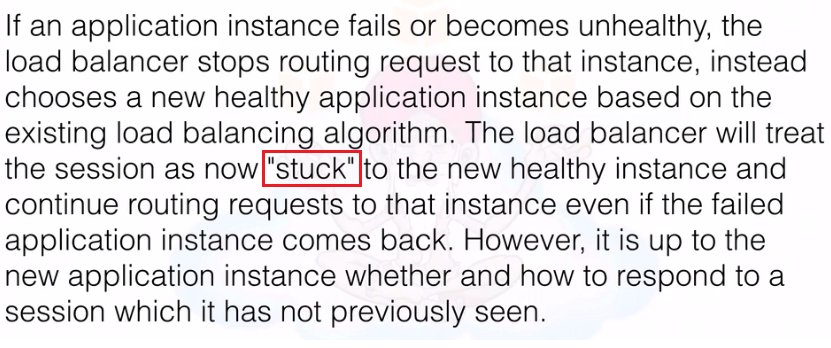 If an application instance fails or becomes unhealthy, the
load balancer stops routing request to that instance, instead
chooses a new healthy application instance based on the
existing load balancing algorithm. The load balancer will treat
the session as now "stuck" to the new healthy instance and
continue routing requests to that instance even if the failed
application instance comes back. However, it is up to the
new application instance whether and how to respond to a
session which it has not previously seen.